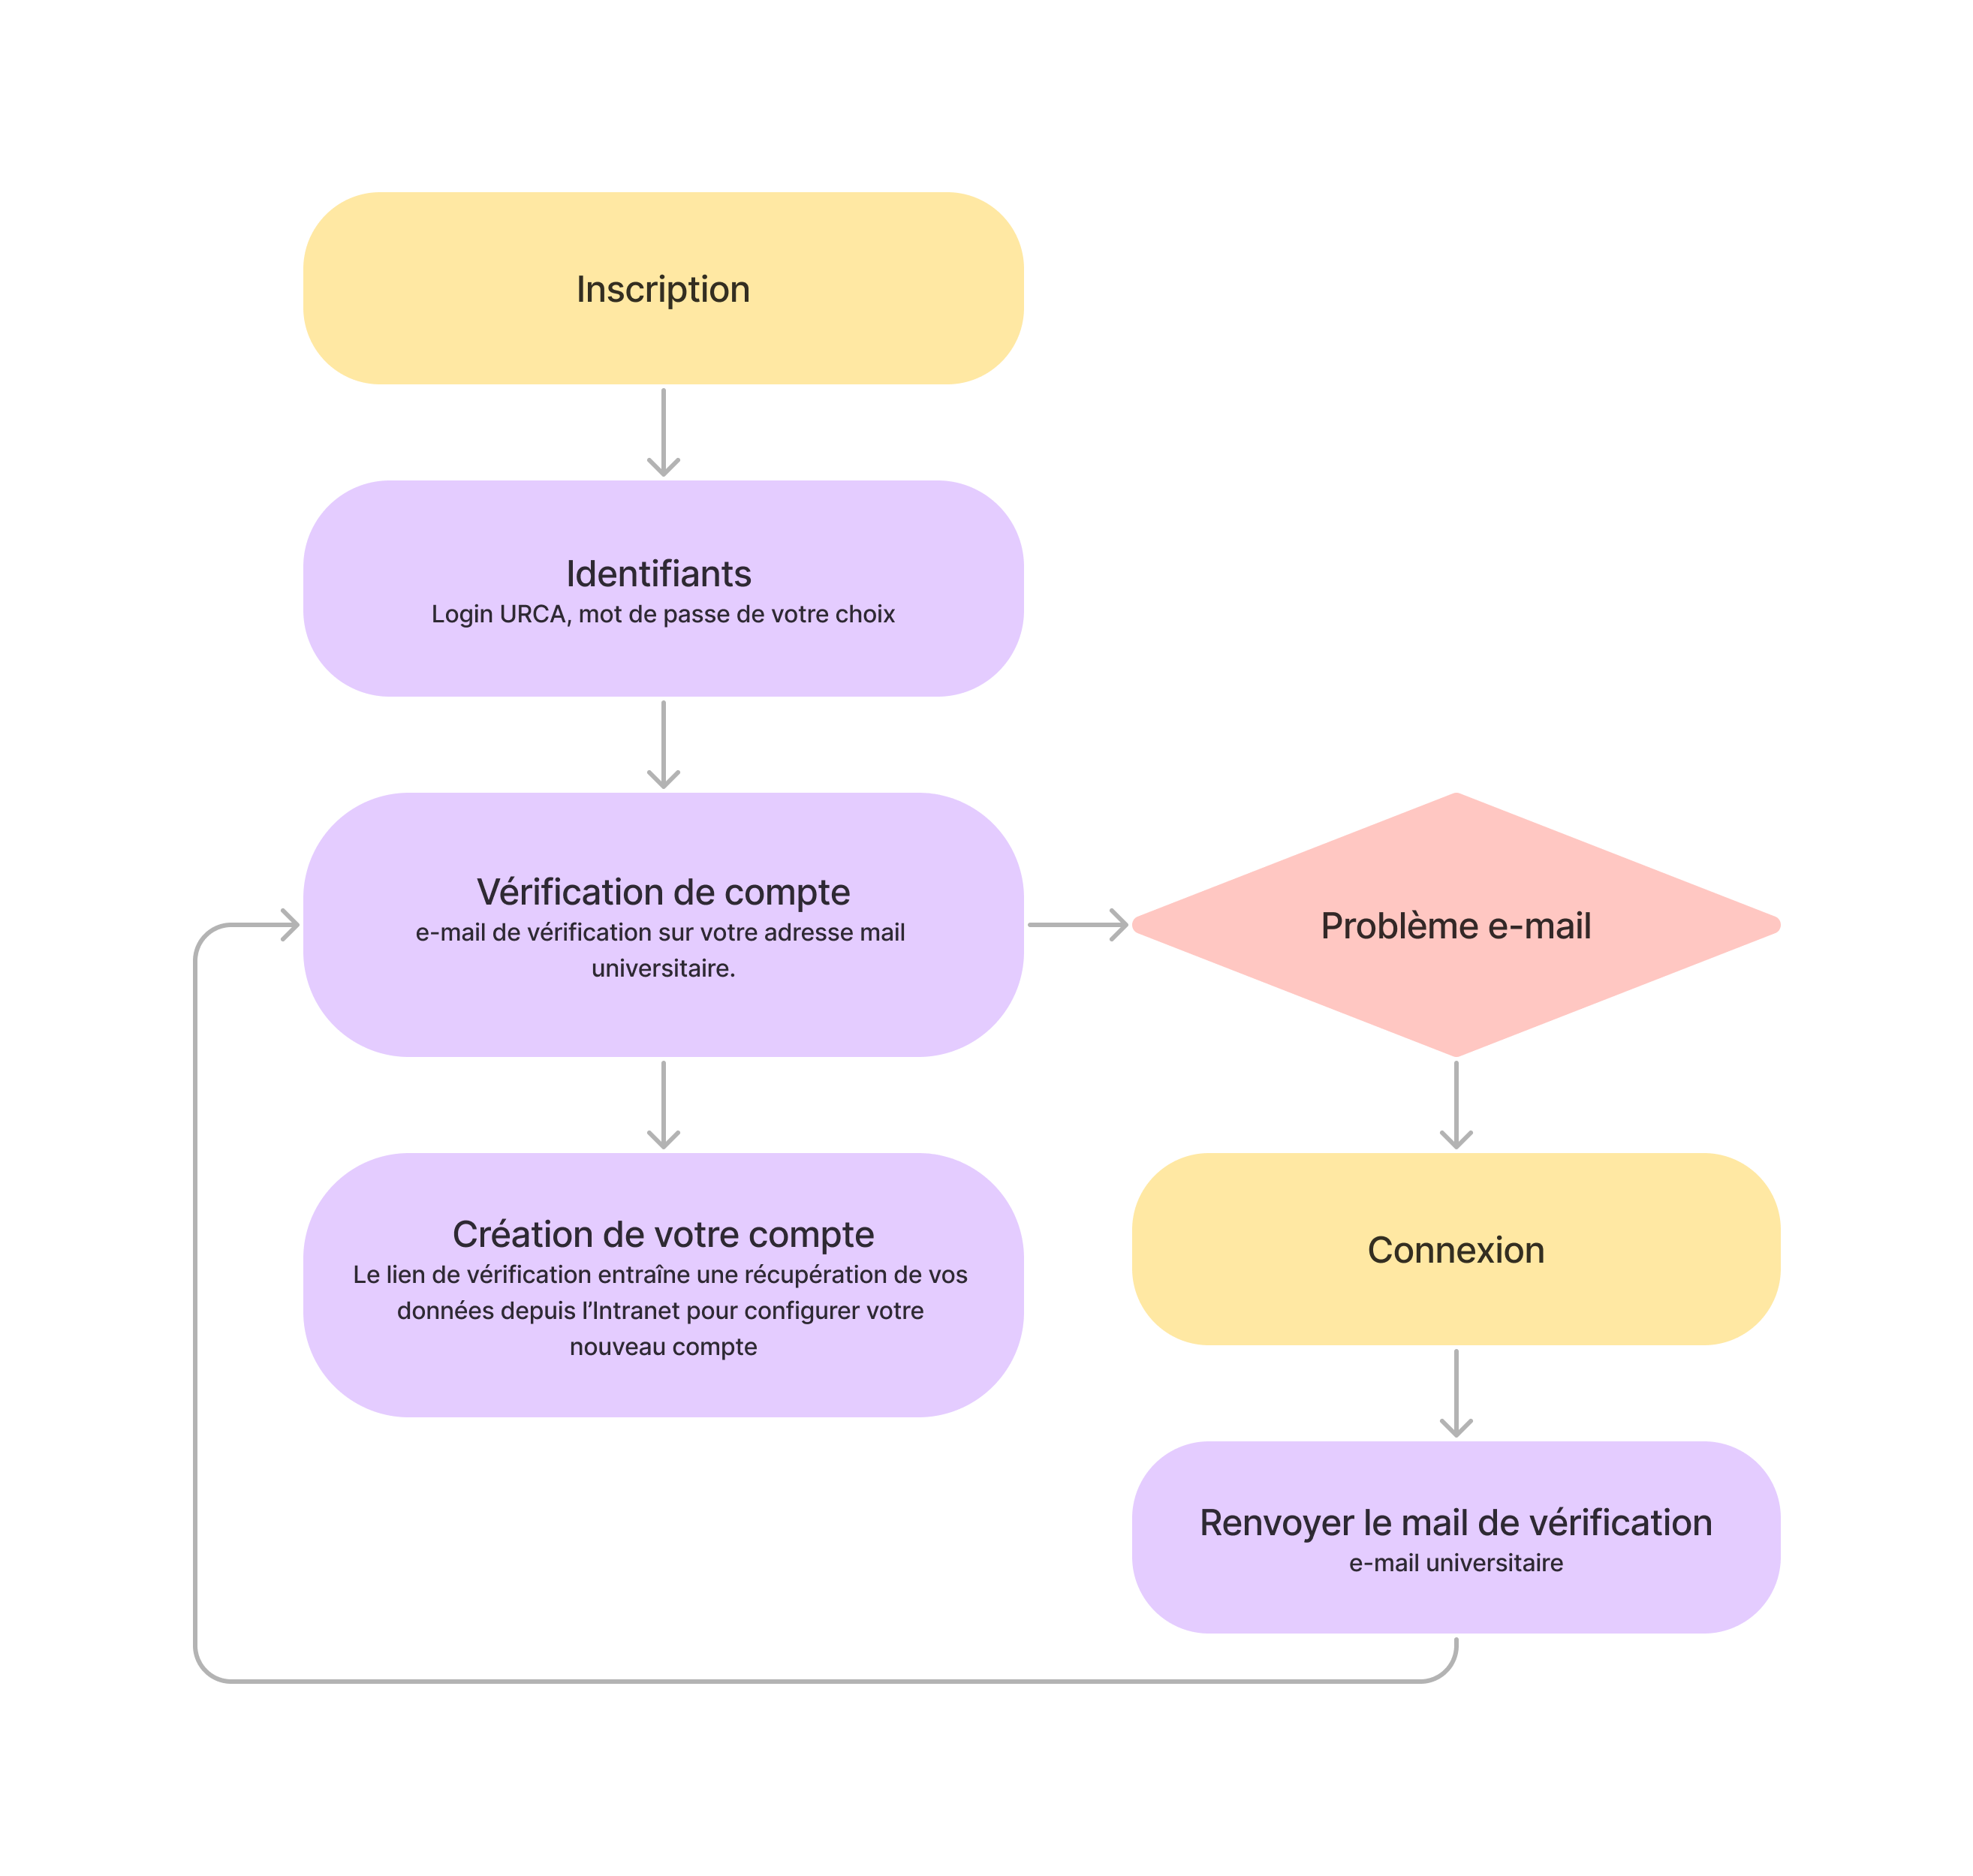 Inscription
Identifiants
Login URCA, mot de passe de votre choix
Vérification de compte
e-mail de vérification sur votre adresse mail
universitaire.
Problème e-mail
Création de votre compte
Le lien de vérification entraîne une récupération de vos
données depuis l’Intranet pour configurer votre
nouveau compte
Connexion
Renvoyer le mail de vérification
e-mail universitaire